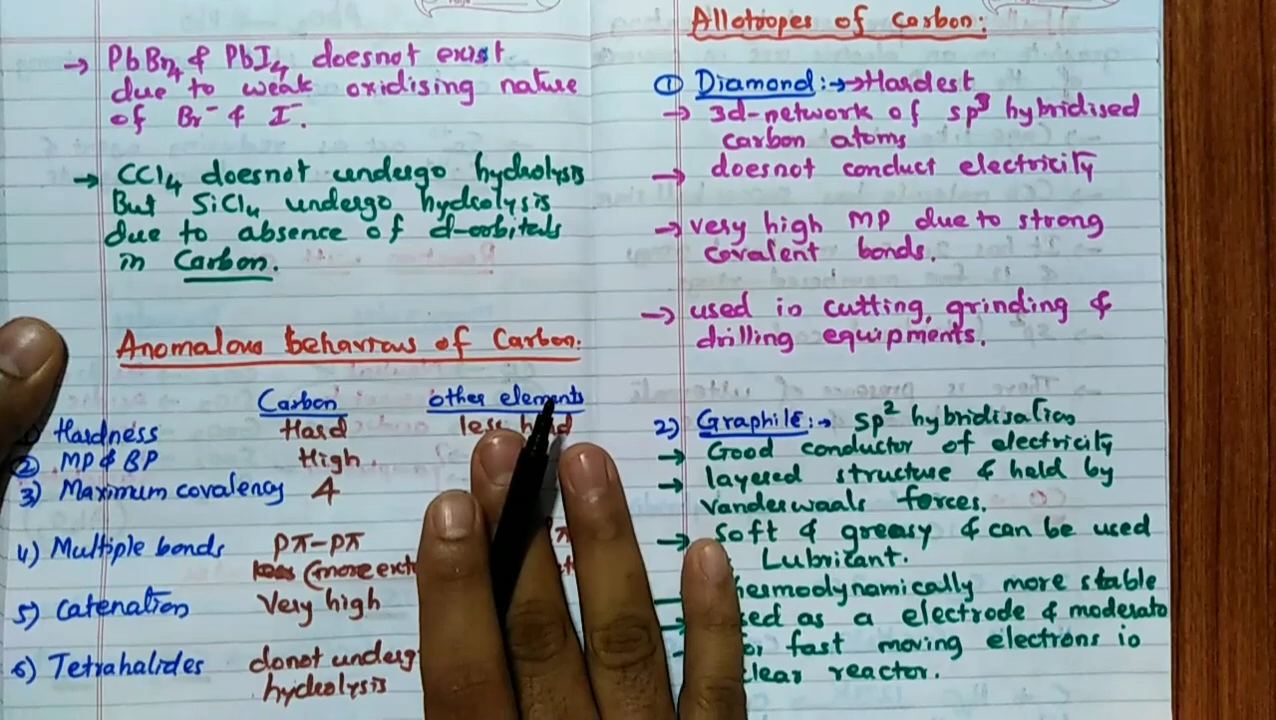 → PbBr4 & PbI4 doesnot exist
due to weak oxidising nature
of Br- & I-.
→ CCl4 doesnot undergo hydrolysis
But SiCl4 undergo hydrolysis
due to absence of d-orbitals
in Carbon.
Anomalous behaviour of Carbon:
Carbon other elements
1) Hardness Hard less hard
2) MP & BP High
3) Maximum covalency 4
4) Multiple bonds pπ-pπ
(more
5) Catenation Very high
6) Tetrahalides donot
hydrolysis
Allotropes of Carbon:
1 Diamond:→→Hardest
→ 3d-network of sp3 hybridised
carbon atoms
→ doesnot conduct electricity
→ very high MP due to strong
covalent bonds.
→ used in cutting, grinding &
drilling equipments.
2) Graphite:→ sp2 hybridisation
→ Good conductor of electricity
→ layered structure & held by
vanderwaals forces.
→ Soft & greasy & can be used
Lubricant.
more stable
as a electrode &
fast moving electrons in
reactor.